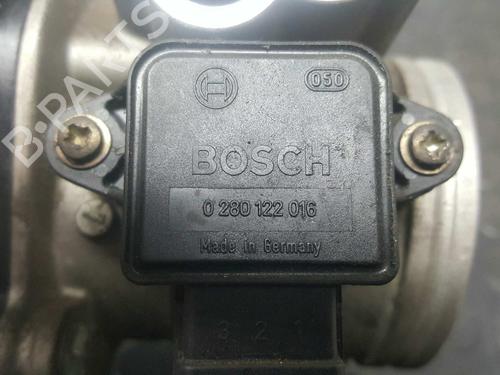 B-PARTS
050
BOSCH
0 280 122 016
Made in Germany
3 2 1